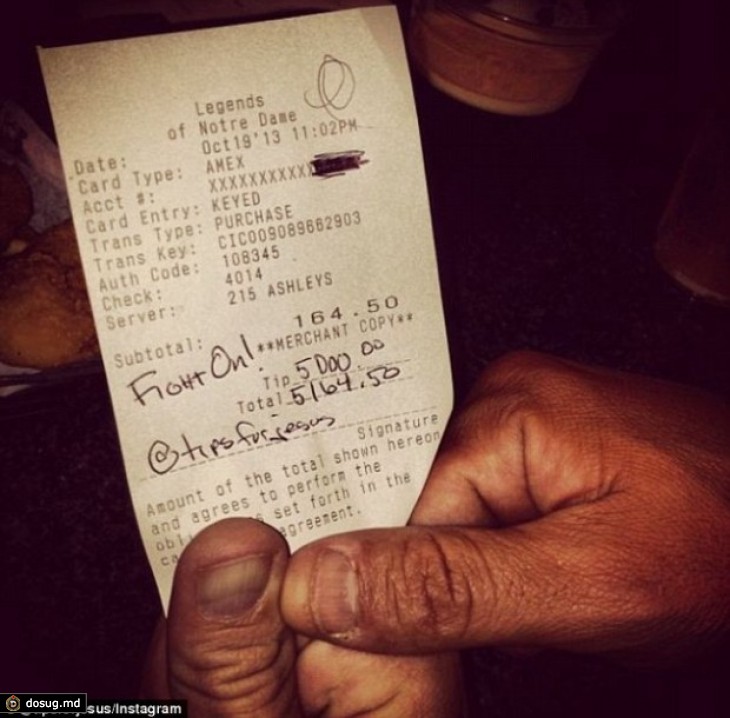 Legends
of Notre Dame
Date: Oct19'13 11:02PM
Card Type: AMEX
Acct #: XXXXXXXXXXX
Card Entry: KEYED
Trans Type: PURCHASE
Trans Key: CIC009089662903
Auth Code: 108345
Check: 4014
Server: 215 ASHLEYS
Subtotal: 164.50
Fight On! **MERCHANT COPY**
Tip 5000 00
Total 5164.50
@tipsforjesus
Signature
Amount of the total shown hereon
and agrees to perform the
set forth in the
agreement.
dosug.md
sus/Instagram